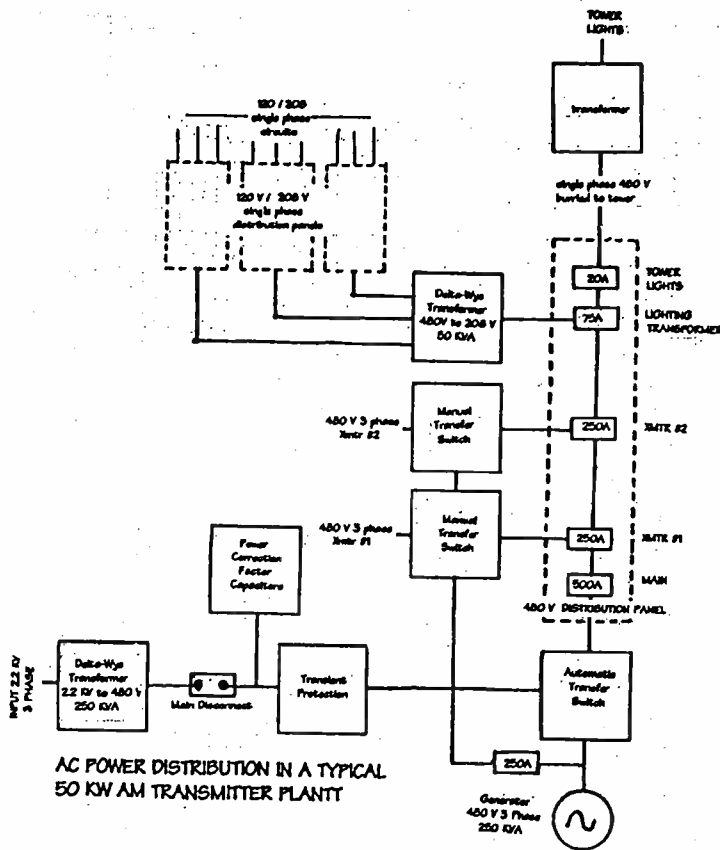 TOWER
LIGHTS
transformer
single phase 480 V
burried to tower
120 / 208
single phase
circuits
120 V / 208 V
single phase
distribution panels
Delta-Wye
Transformer
480V to 208 V
50 KVA
20A
TOWER
LIGHTS
75A
LIGHTING
TRANSFORMER
480 V 3 phase
Xmtr #2
Manual
Transfer
Switch
250A
XMTR #2
480 V 3 phase
Xmtr #1
Manual
Transfer
Switch
250A
XMTR #1
500A
MAIN
480 V DISTRIBUTION PANEL
Power
Correction
Factor
Capacitors
INPUT 2.2 KV
3 PHASE
Delta-Wye
Transformer
2.2 KV to 480 V
250 KVA
Main Disconnect
Transient
Protection
Automatic
Transfer
Switch
250A
Generator
480 V 3 Phase
250 KVA
AC POWER DISTRIBUTION IN A TYPICAL
50 KW AM TRANSMITTER PLANTT